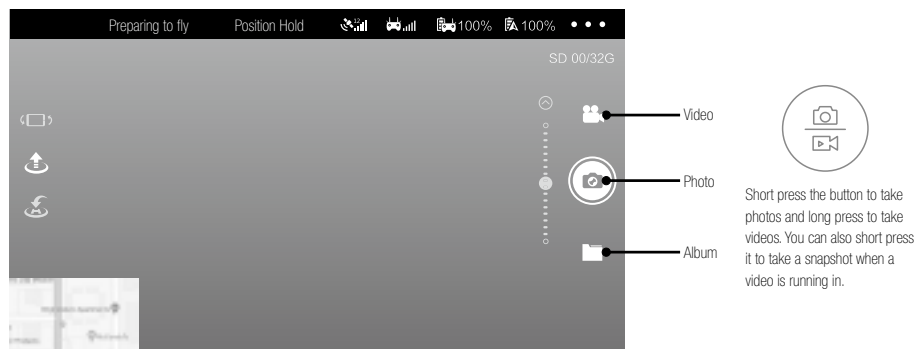 Preparing to fly Position Hold 12 100% A 100%
SD 00/32G
Video
Photo
Album
Short press the button to take
photos and long press to take
videos. You can also short press
it to take a snapshot when a
video is running in.